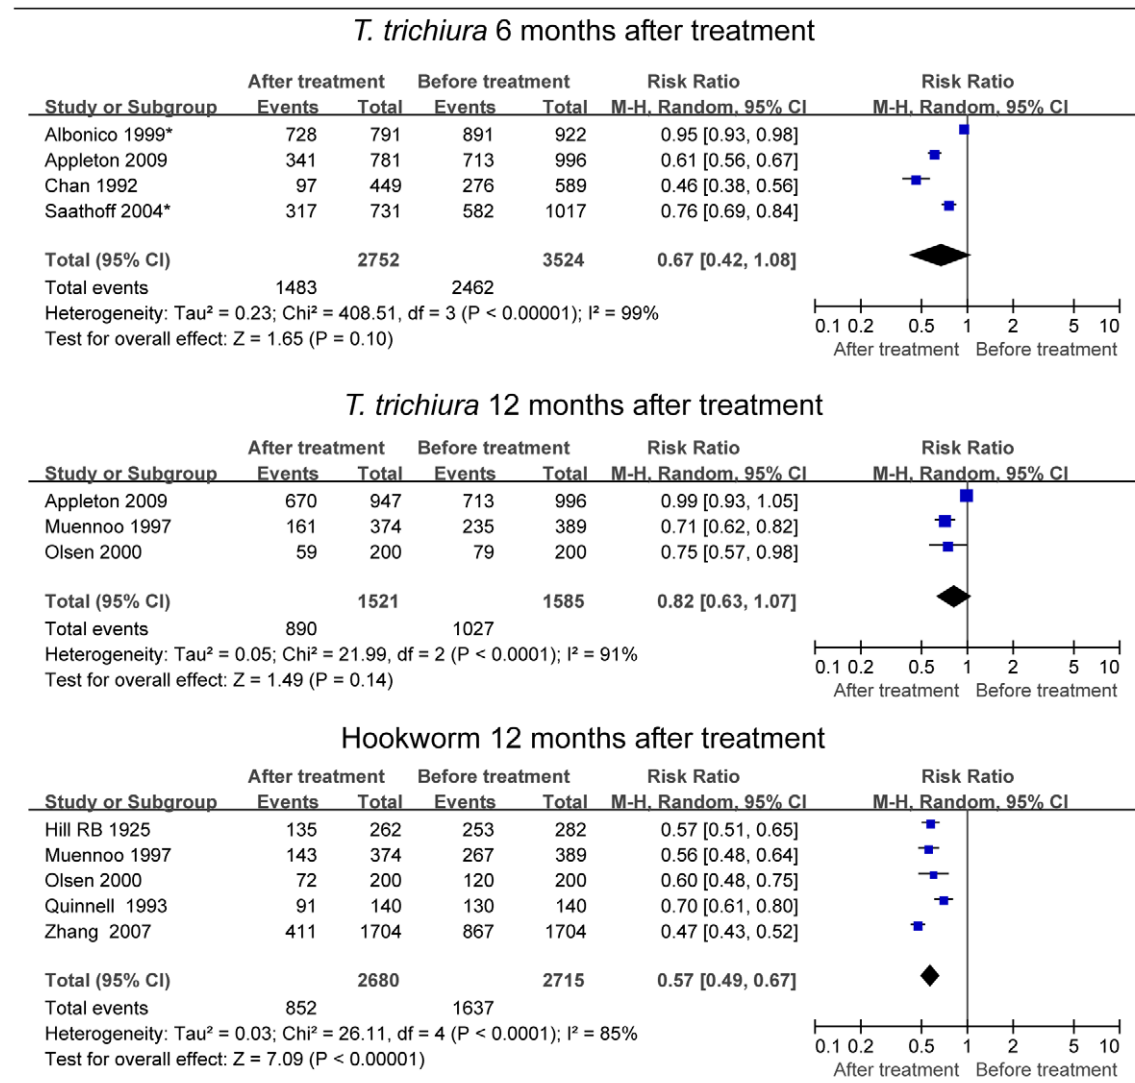 T. trichiura 6 months after treatment
After treatment Before treatment Risk Ratio Risk Ratio
Study or Subgroup Events Total Events Total M-H, Random, 95% CI M-H, Random, 95% CI
Albonico 1999* 728 791 891 922 0.95 [0.93, 0.98]
Appleton 2009 341 781 713 996 0.61 [0.56, 0.67]
Chan 1992 97 449 276 589 0.46 [0.38, 0.56]
Saathoff 2004* 317 731 582 1017 0.76 [0.69, 0.84]
Total (95% CI) 2752 3524 0.67 [0.42, 1.08]
Total events 1483 2462
Heterogeneity: Tau² = 0.23; Chi² = 408.51, df = 3 (P < 0.00001); I² = 99%
Test for overall effect: Z = 1.65 (P = 0.10)
0.1 0.2 0.5 1 2 5 10
After treatment Before treatment
T. trichiura 12 months after treatment
After treatment Before treatment Risk Ratio Risk Ratio
Study or Subgroup Events Total Events Total M-H, Random, 95% CI M-H, Random, 95% CI
Appleton 2009 670 947 713 996 0.99 [0.93, 1.05]
Muennoo 1997 161 374 235 389 0.71 [0.62, 0.82]
Olsen 2000 59 200 79 200 0.75 [0.57, 0.98]
Total (95% CI) 1521 1585 0.82 [0.63, 1.07]
Total events 890 1027
Heterogeneity: Tau² = 0.05; Chi² = 21.99, df = 2 (P < 0.0001); I² = 91%
Test for overall effect: Z = 1.49 (P = 0.14)
0.1 0.2 0.5 1 2 5 10
After treatment Before treatment
Hookworm 12 months after treatment
After treatment Before treatment Risk Ratio Risk Ratio
Study or Subgroup Events Total Events Total M-H, Random, 95% CI M-H, Random, 95% CI
Hill RB 1925 135 262 253 282 0.57 [0.51, 0.65]
Muennoo 1997 143 374 267 389 0.56 [0.48, 0.64]
Olsen 2000 72 200 120 200 0.60 [0.48, 0.75]
Quinnell 1993 91 140 130 140 0.70 [0.61, 0.80]
Zhang 2007 411 1704 867 1704 0.47 [0.43, 0.52]
Total (95% CI) 2680 2715 0.57 [0.49, 0.67]
Total events 852 1637
Heterogeneity: Tau² = 0.03; Chi² = 26.11, df = 4 (P < 0.0001); I² = 85%
Test for overall effect: Z = 7.09 (P < 0.00001)
0.1 0.2 0.5 1 2 5 10
After treatment Before treatment